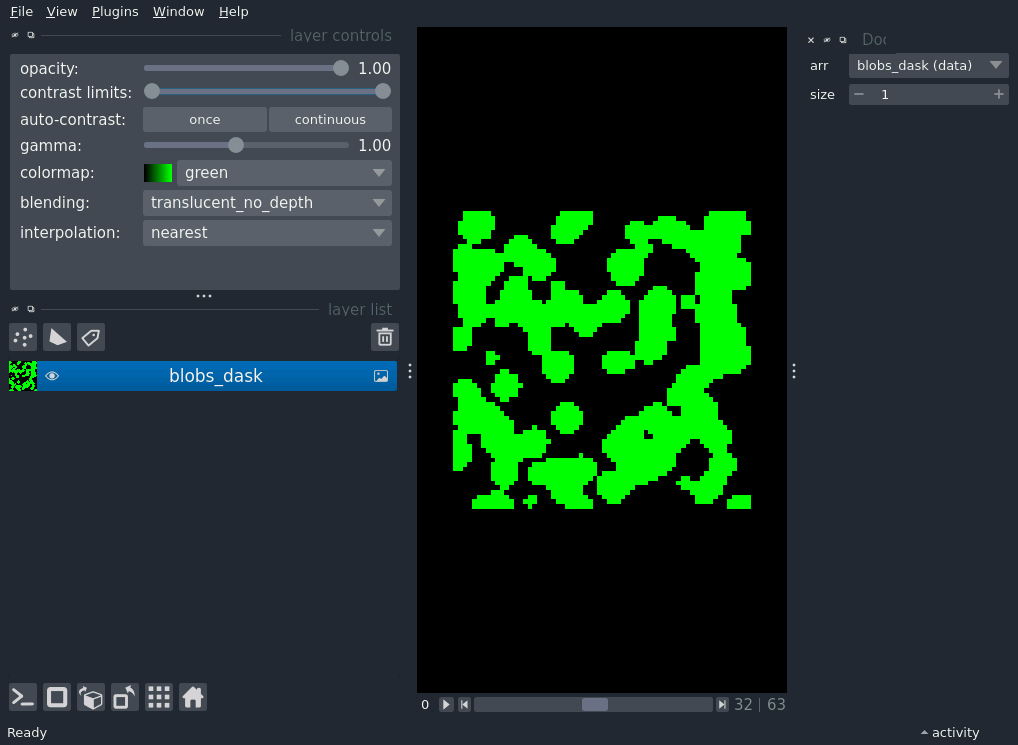 File View Plugins Window Help
layer controls
opacity: 1.00
contrast limits:
auto-contrast: once continuous
gamma: 1.00
colormap: green
blending: translucent_no_depth
interpolation: nearest
layer list
blobs_dask
Ready
0 32 | 63
arr blobs_dask (data)
size 1
activity